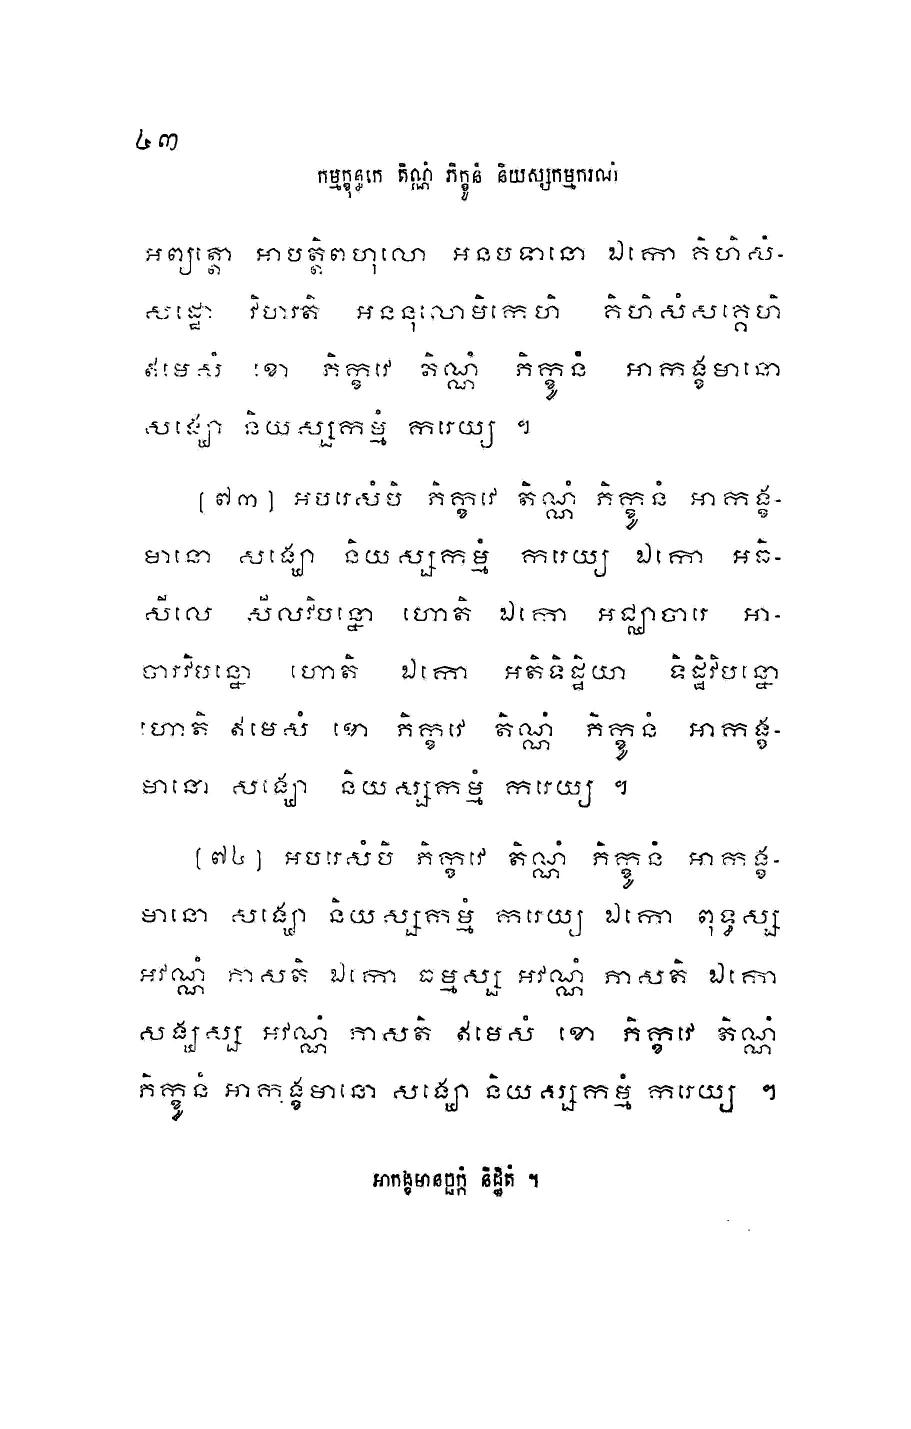 ៤៣
កម្មក្ខន្ធកេ តិណ្ណំ ភិក្ខូនំ និយស្សកម្មករណំ
អព្យត្តោ អាបត្តិពហុលោ អនបទានោ ឯកោ គិហិសំ-
សដ្ឋោ វិហរតិ អននុលោមិកេហិ គិហិសំសគ្គេហិ
ឥមេសំ ខោ ភិក្ខវេ តិណ្ណំ ភិក្ខូនំ អាកង្ខមានោ
សង្ឃោ និយស្សកម្មំ ករេយ្យ ។
[៧៣] អបរេសំបិ ភិក្ខវេ តិណ្ណំ ភិក្ខូនំ អាកង្ខ-
មានោ សង្ឃោ និយស្សកម្មំ ករេយ្យ ឯកោ អធិ-
សីលេ សីលវិបន្នោ ហោតិ ឯកោ អជ្ឈាចារេ អា-
ចារវិបន្នោ ហោតិ ឯកោ អតិទិដ្ឋិយា ទិដ្ឋិវិបន្នោ
ហោតិ ឥមេសំ ខោ ភិក្ខវេ តិណ្ណំ ភិក្ខូនំ អាកង្ខ-
មានោ សង្ឃោ និយស្សកម្មំ ករេយ្យ ។
[៧៤] អបរេសំបិ ភិក្ខវេ តិណ្ណំ ភិក្ខូនំ អាកង្ខ-
មានោ សង្ឃោ និយស្សកម្មំ ករេយ្យ ឯកោ ពុទ្ធស្ស
អវណ្ណំ ភាសតិ ឯកោ ធម្មស្ស អវណ្ណំ ភាសតិ ឯកោ
សង្ឃស្ស អវណ្ណំ ភាសតិ ឥមេសំ ខោ ភិក្ខវេ តិណ្ណំ
ភិក្ខូនំ អាកង្ខមានោ សង្ឃោ និយស្សកម្មំ ករេយ្យ ។
អាកង្ខមានច្ឆក្កំ និដ្ឋិតំ ។